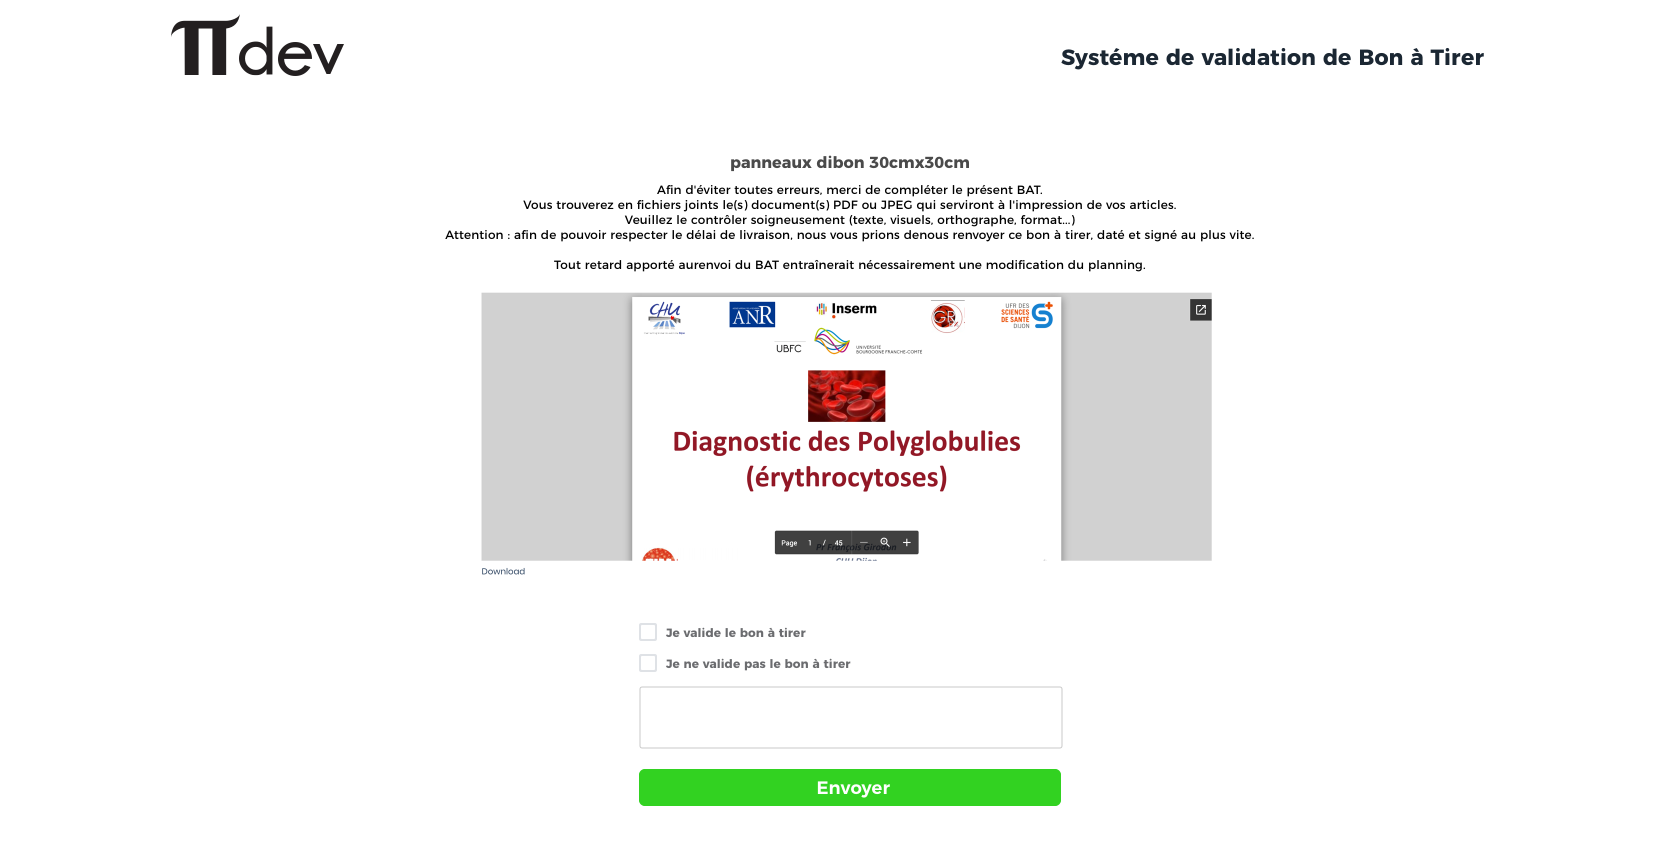 πdev
Systéme de validation de Bon à Tirer
panneaux dibon 30cmx30cm
Afin d'éviter toutes erreurs, merci de compléter le présent BAT.
Vous trouverez en fichiers joints le(s) document(s) PDF ou JPEG qui serviront à l'impression de vos articles.
Veuillez le contrôler soigneusement (texte, visuels, orthographe, format...)
Attention : afin de pouvoir respecter le délai de livraison, nous vous prions denous renvoyer ce bon à tirer, daté et signé au plus vite.
Tout retard apporté aurenvoi du BAT entraînerait nécessairement une modification du planning.
CHU
ANR
Inserm
GR
UFR DES
SCIENCES
DE SANTÉ
DIJON
UBFC
UNIVERSITÉ
BOURGOGNE FRANCHE-COMTÉ
Diagnostic des Polyglobulies
(érythrocytoses)
Page 1 / 45
Pr François Girodon
CHU Dijon
Download
Je valide le bon à tirer
Je ne valide pas le bon à tirer
Envoyer